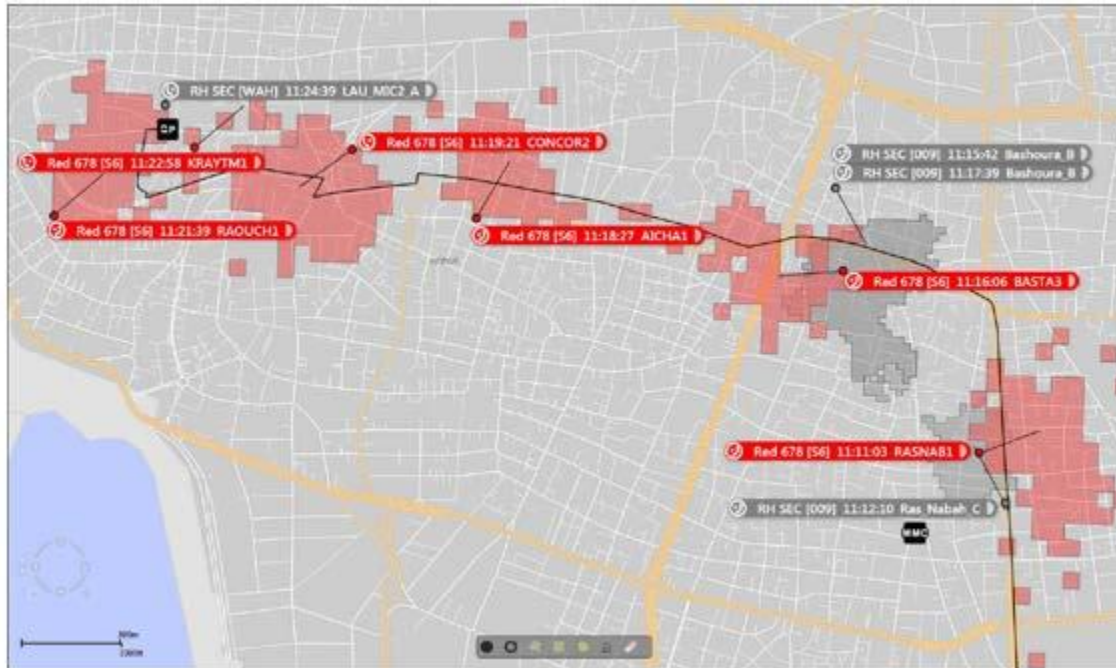 RH SEC [WAH] 11:24:39 LAU_MIC2_A
Red 678 [S6] 11:19:21 CONCOR2
QP
Red 678 [S6] 11:22:58 KRAYTM1
RH SEC [009] 11:15:42 Bashoura_B
RH SEC [009] 11:17:39 Bashoura_B
Red 678 [S6] 11:21:39 RAOUCH1
Red 678 [S6] 11:18:27 AICHA1
Red 678 [S6] 11:16:06 BASTA3
Red 678 [S6] 11:11:03 RASNAB1
RH SEC [009] 11:12:10 Ras_Nabah_C
MMC